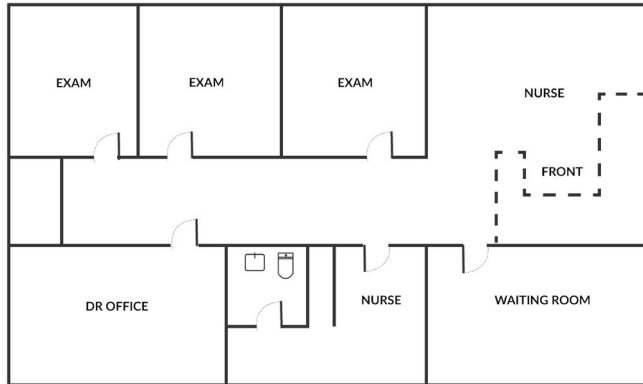 EXAM
EXAM
EXAM
NURSE
FRONT
DR OFFICE
NURSE
WAITING ROOM